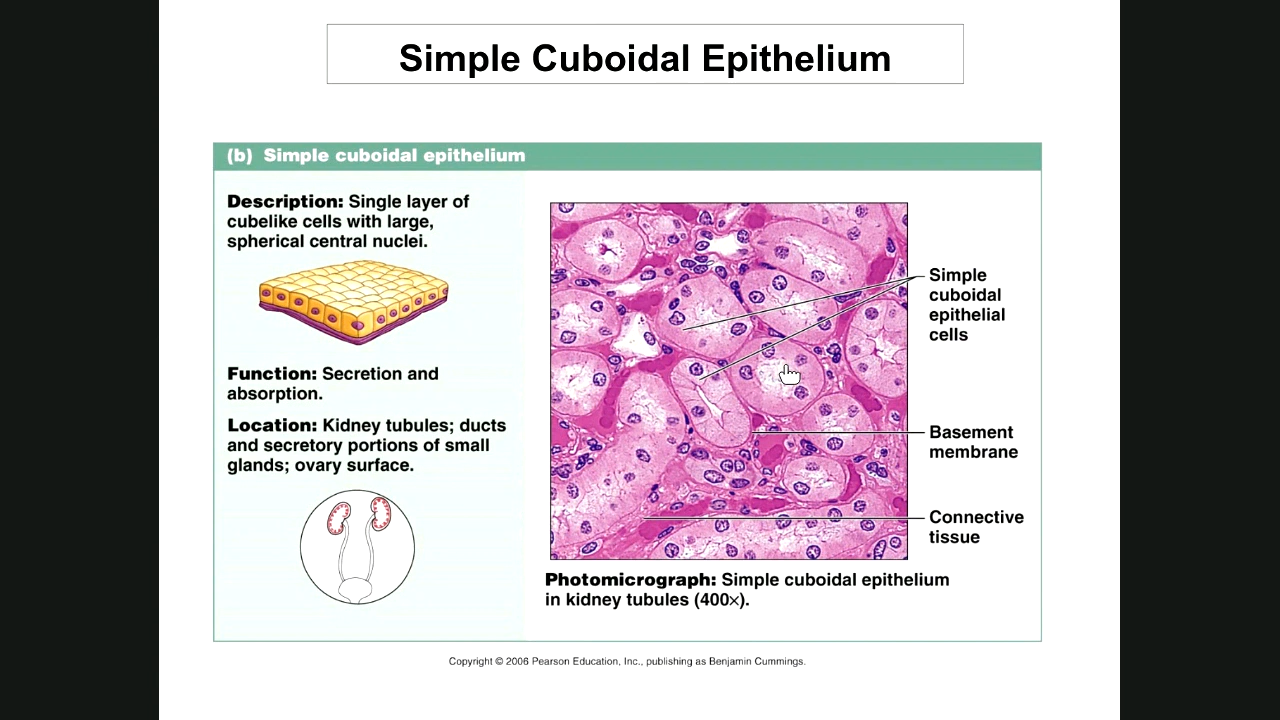 Simple Cuboidal Epithelium
(b) Simple cuboidal epithelium
Description: Single layer of
cubelike cells with large,
spherical central nuclei.
Function: Secretion and
absorption.
Location: Kidney tubules; ducts
and secretory portions of small
glands; ovary surface.
Simple
cuboidal
epithelial
cells
Basement
membrane
Connective
tissue
Photomicrograph: Simple cuboidal epithelium
in kidney tubules (400×).
Copyright © 2006 Pearson Education, Inc., publishing as Benjamin Cummings.